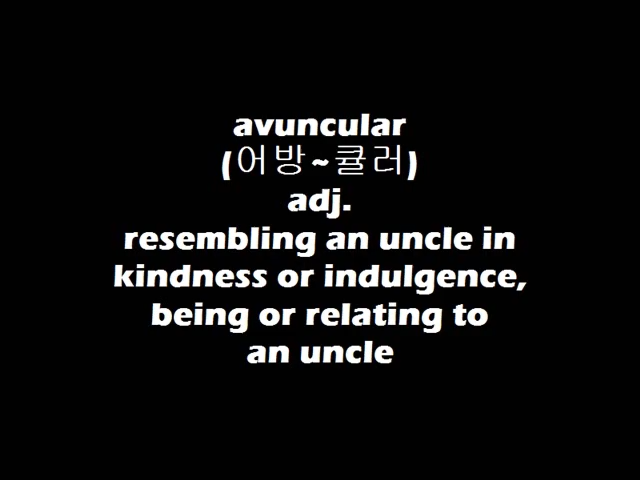 avuncular
(어방~큘러)
adj.
resembling an uncle in
kindness or indulgence,
being or relating to
an uncle